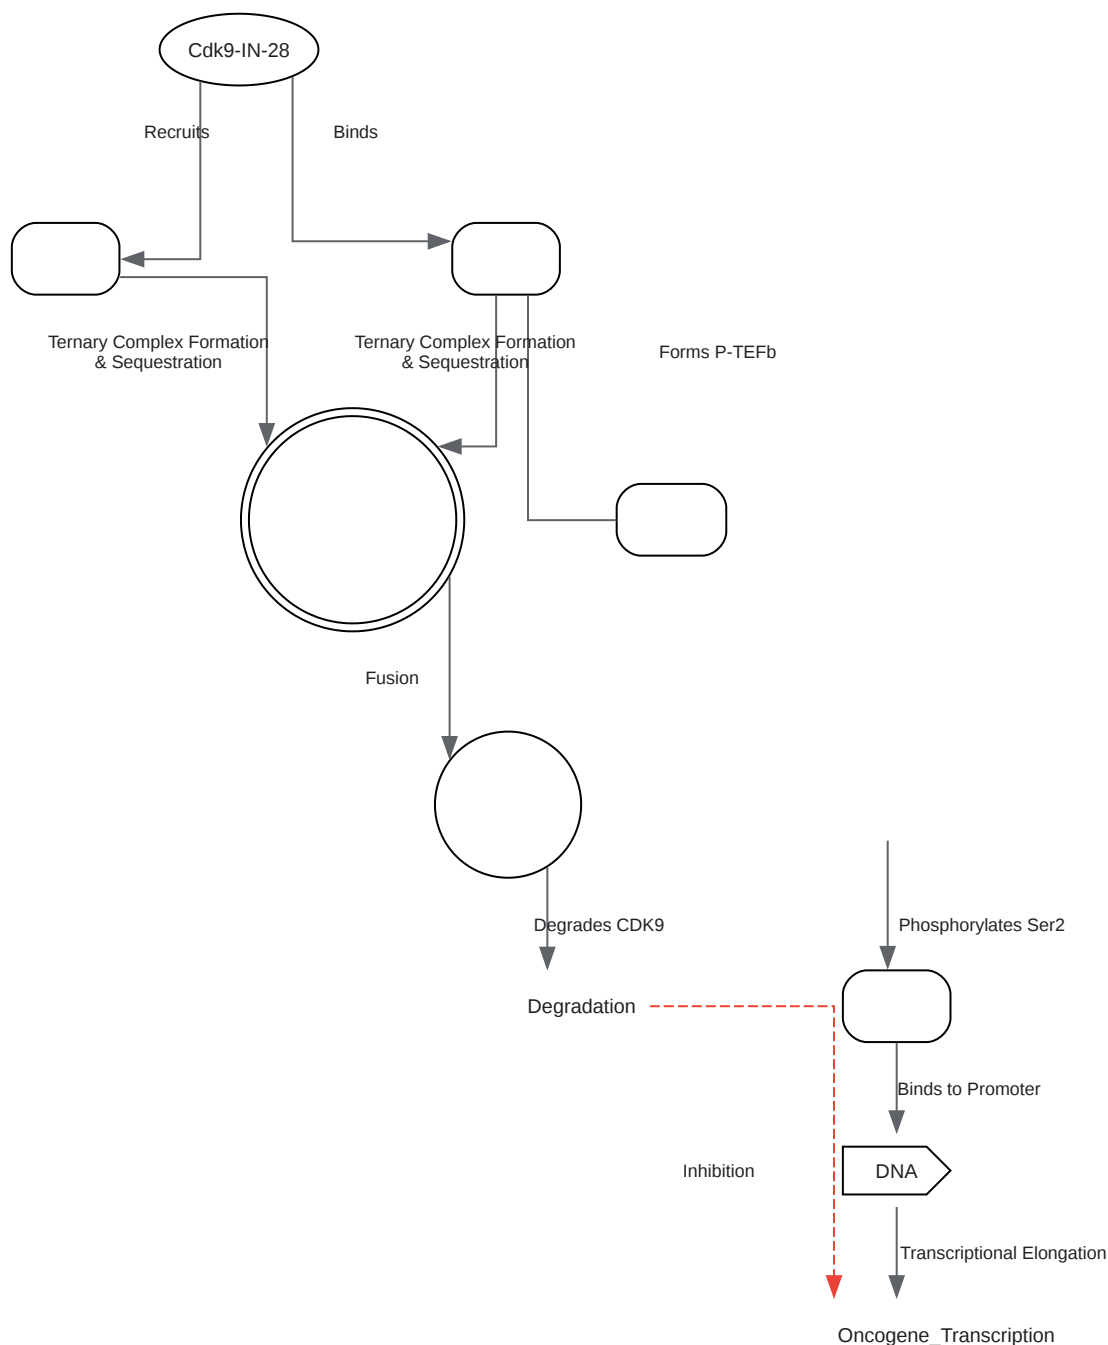 Cdk9-IN-28
Recruits
Binds
Ternary Complex Formation
& Sequestration
Ternary Complex Formation
& Sequestration
Forms P-TEFb
Fusion
Degrades CDK9
Phosphorylates Ser2
Degradation
Binds to Promoter
Inhibition
DNA
Transcriptional Elongation
Oncogene_Transcription